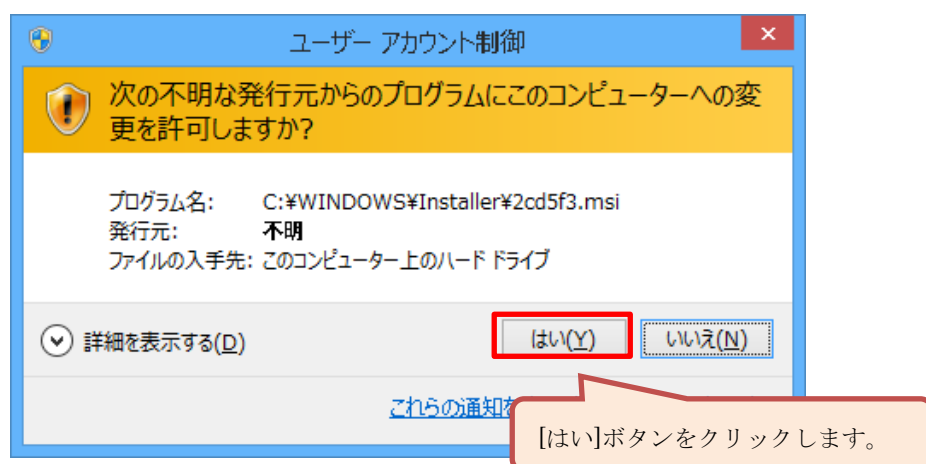 ユーザー アカウント制御
次の不明な発行元からのプログラムにこのコンピューターへの変
更を許可しますか?
プログラム名: C:¥WINDOWS¥Installer¥2cd5f3.msi
発行元: 不明
ファイルの入手先: このコンピューター上のハード ドライブ
詳細を表示する(D) はい(Y) いいえ(N)
これらの通知
[はい]ボタンをクリックします。